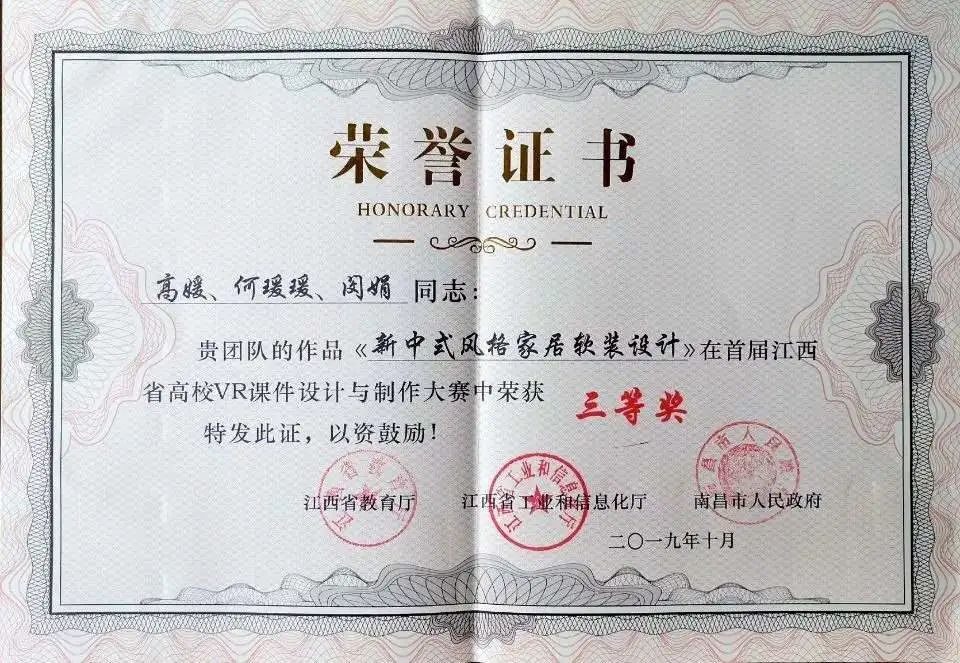 荣誉证书
HONORARY CREDENTIAL
高媛、何瑗瑗、闵娟 同志：
贵团队的作品《新中式风格家居软装设计》在首届江西
省高校VR课件设计与制作大赛中荣获
三等奖
特发此证，以资鼓励！
江西省教育厅 江西省工业和信息化厅 南昌市人民政府
二〇一九年十月